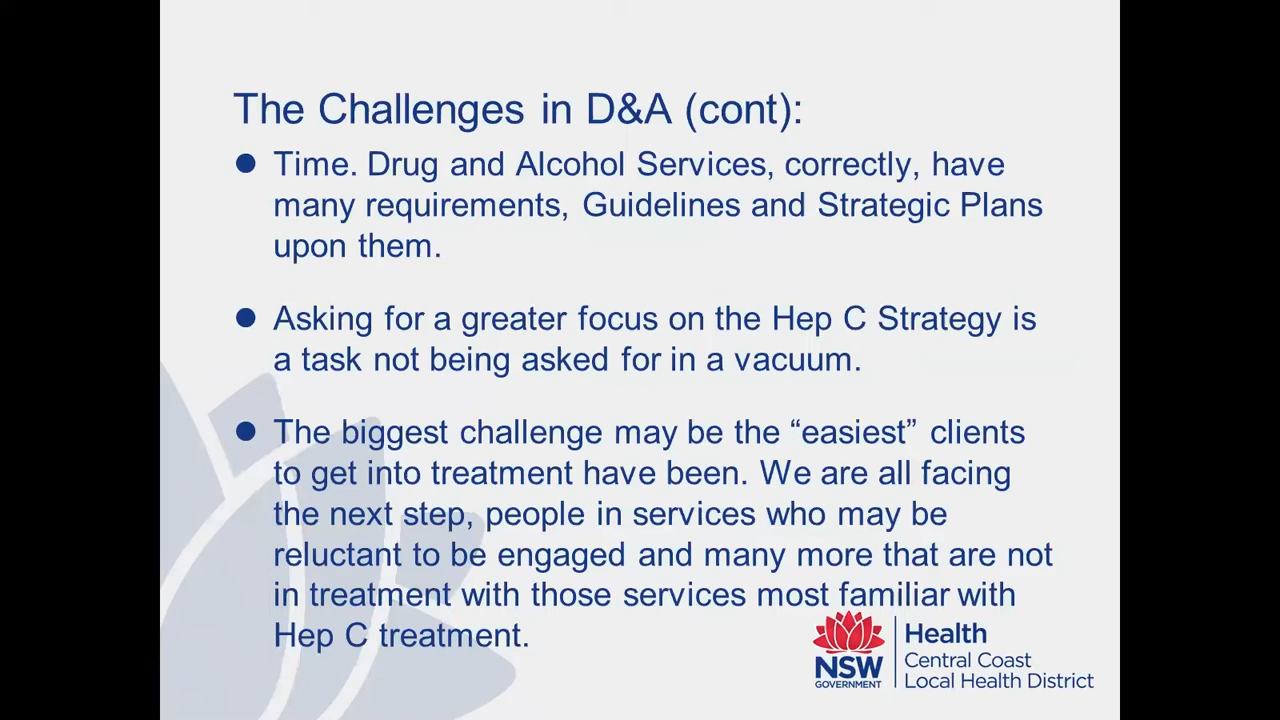 The Challenges in D&A (cont):
● Time. Drug and Alcohol Services, correctly, have
many requirements, Guidelines and Strategic Plans
upon them.
● Asking for a greater focus on the Hep C Strategy is
a task not being asked for in a vacuum.
● The biggest challenge may be the “easiest” clients
to get into treatment have been. We are all facing
the next step, people in services who may be
reluctant to be engaged and many more that are not
in treatment with those services most familiar with
Hep C treatment.
NSW
GOVERNMENT
Health
Central Coast
Local Health District